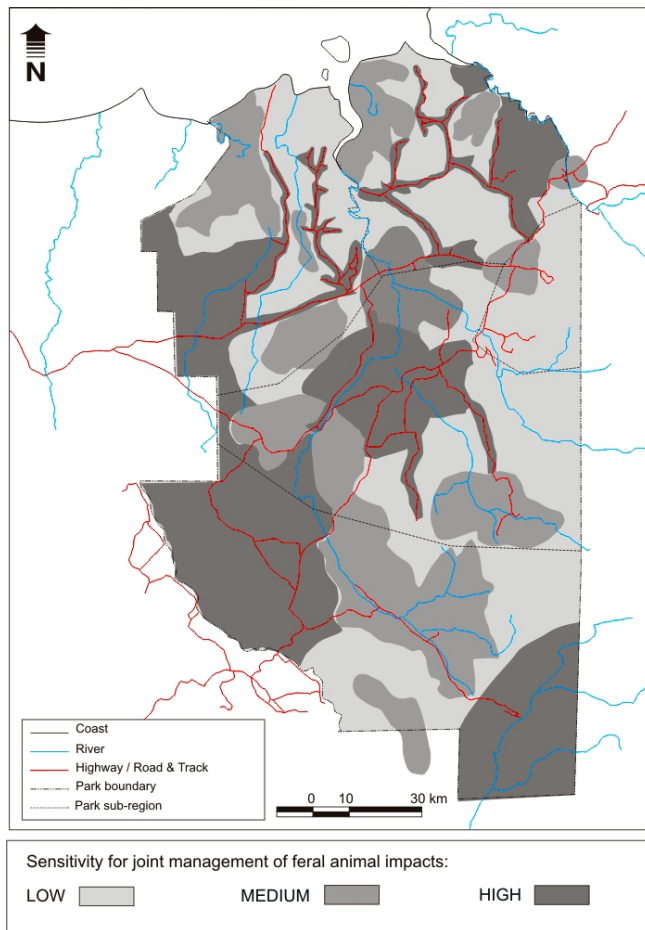 N
Coast
River
Highway / Road & Track
Park boundary
Park sub-region
0 10 30 km
Sensitivity for joint management of feral animal impacts:
LOW MEDIUM HIGH